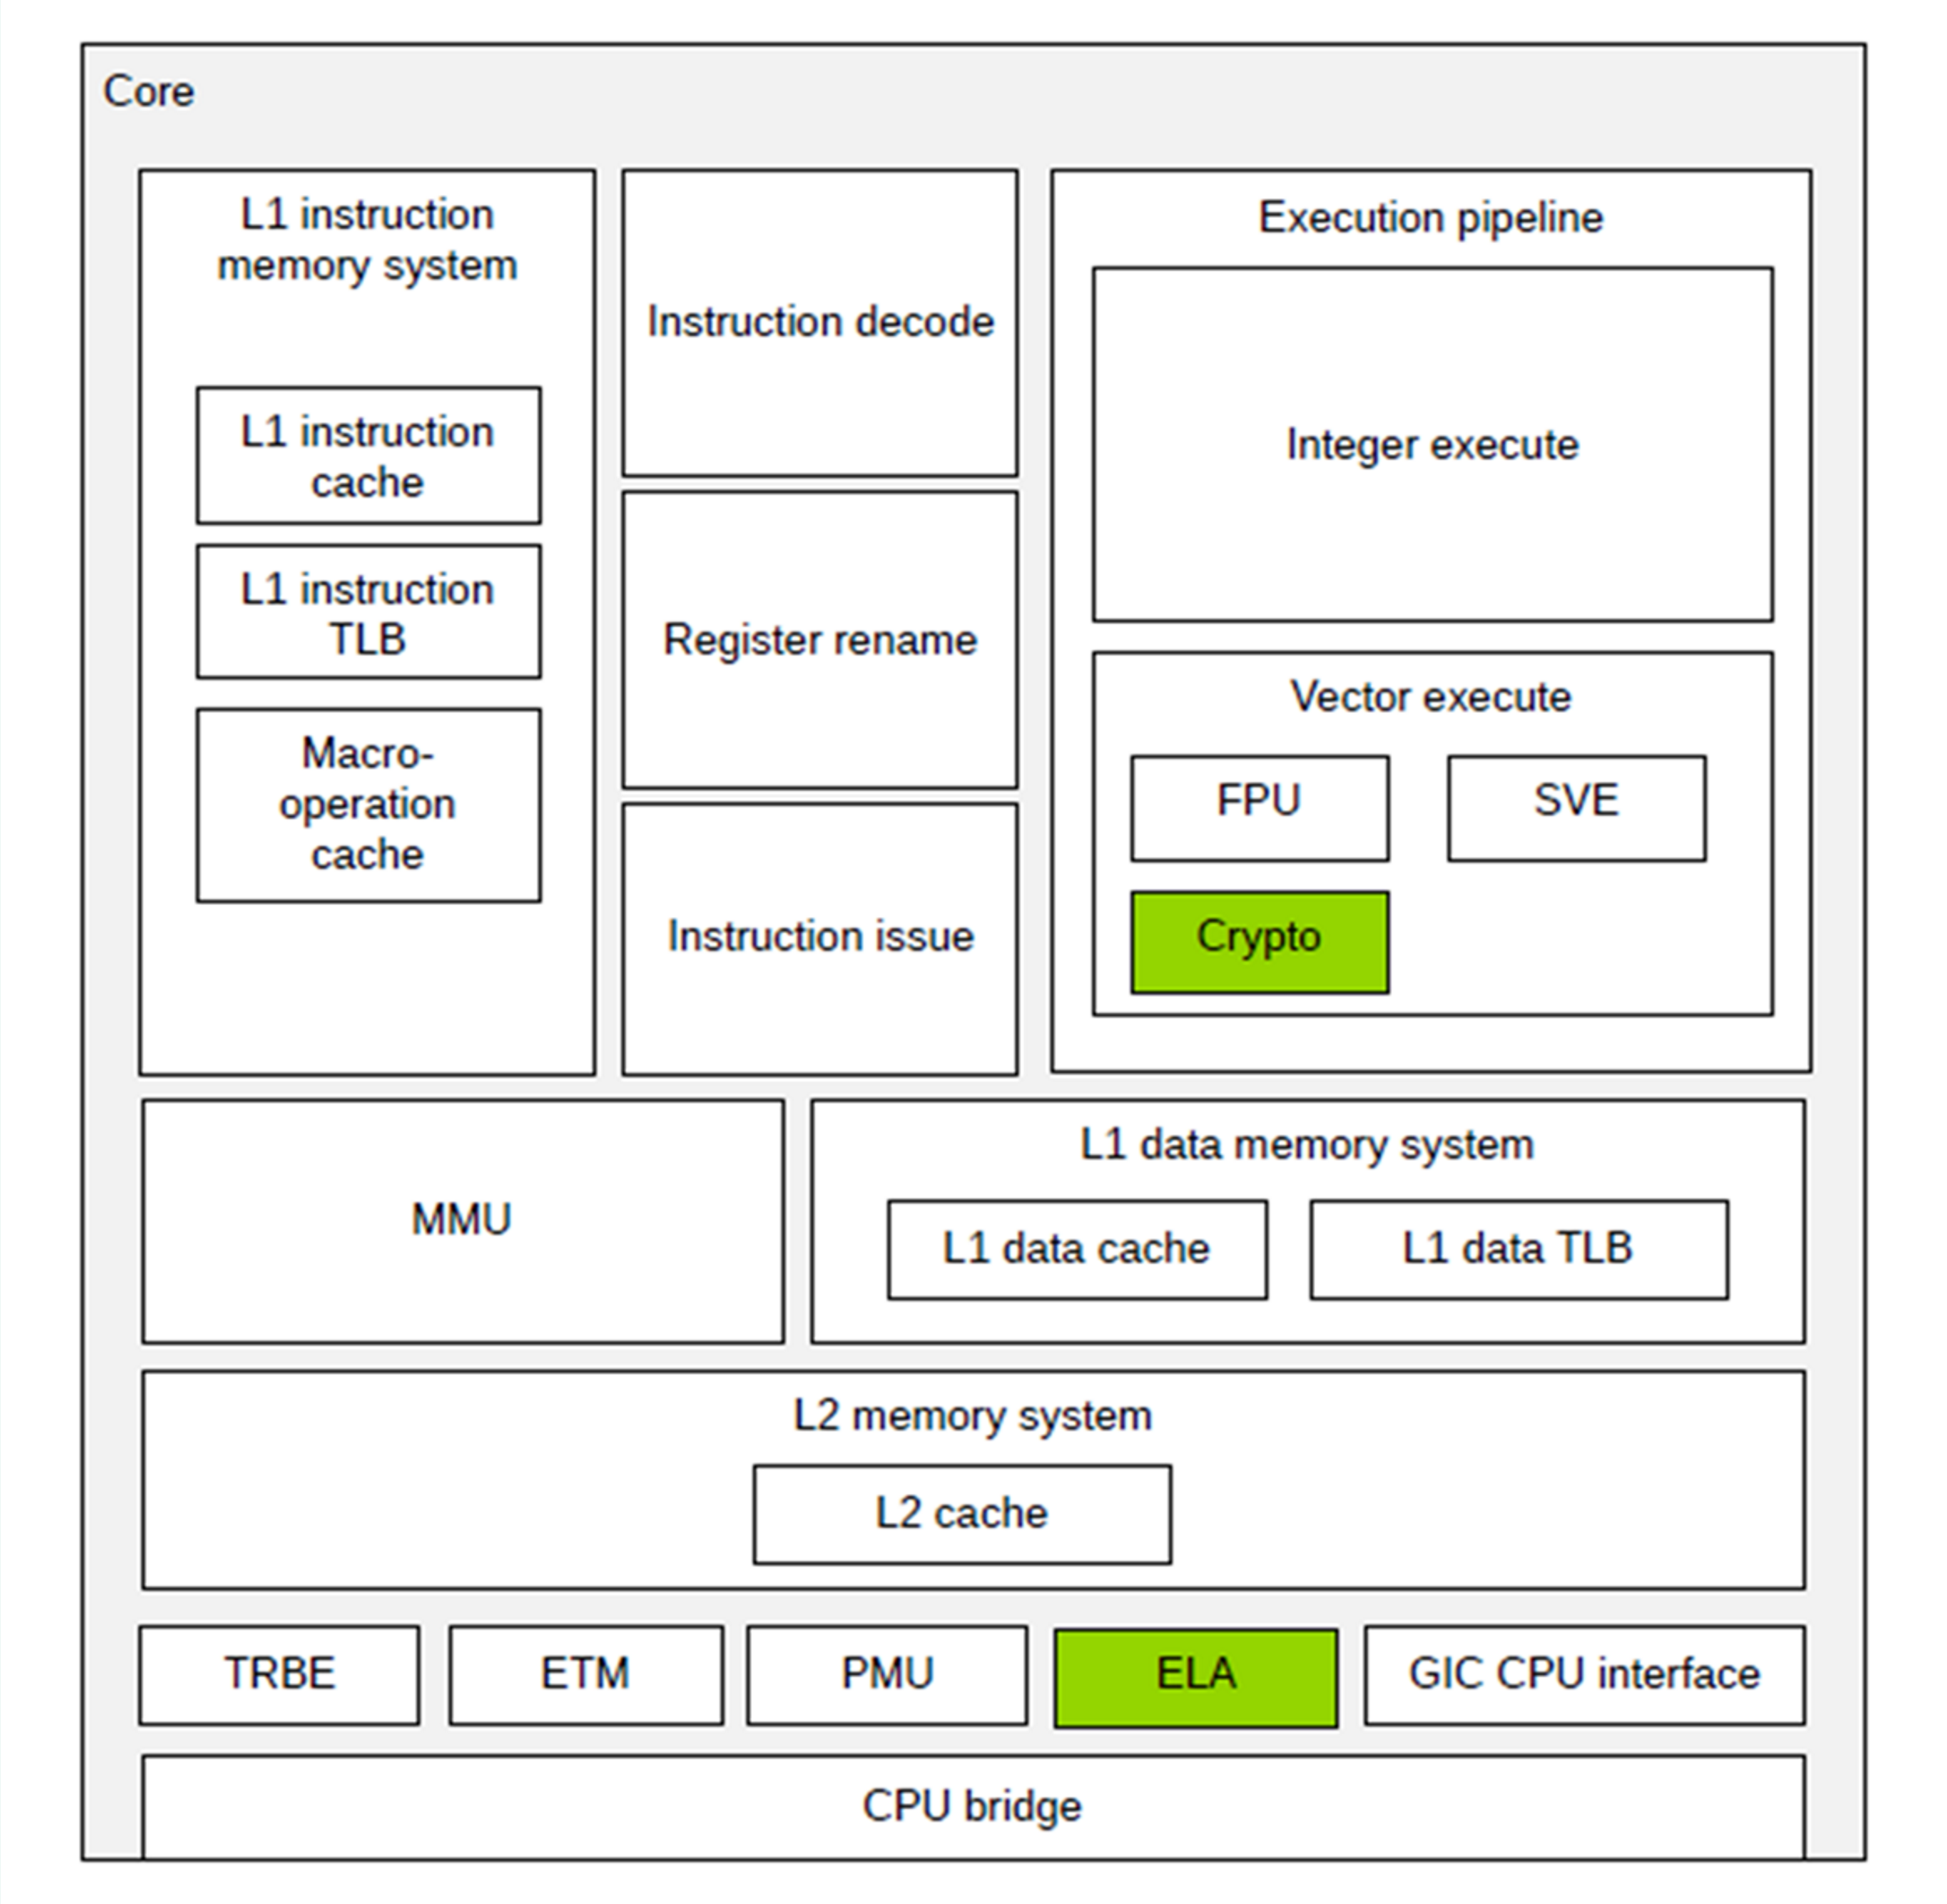 Core
L1 instruction
memory system
L1 instruction
cache
L1 instruction
TLB
Macro-
operation
cache
Instruction decode
Register rename
Instruction issue
Execution pipeline
Integer execute
Vector execute
FPU
SVE
Crypto
MMU
L1 data memory system
L1 data cache
L1 data TLB
L2 memory system
L2 cache
TRBE
ETM
PMU
ELA
GIC CPU interface
CPU bridge